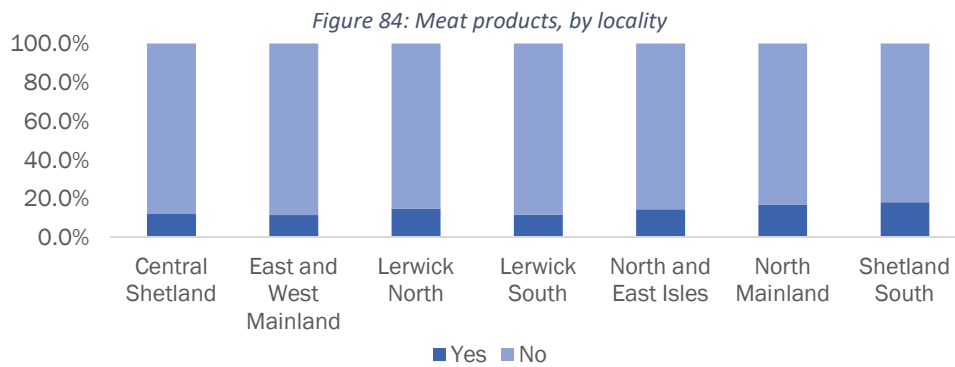 Figure 84: Meat products, by locality
100.0%
80.0%
60.0%
40.0%
20.0%
0.0%
Central
Shetland
East and
West
Mainland
Lerwick
North
Lerwick
South
North and
East Isles
North
Mainland
Shetland
South
Yes No